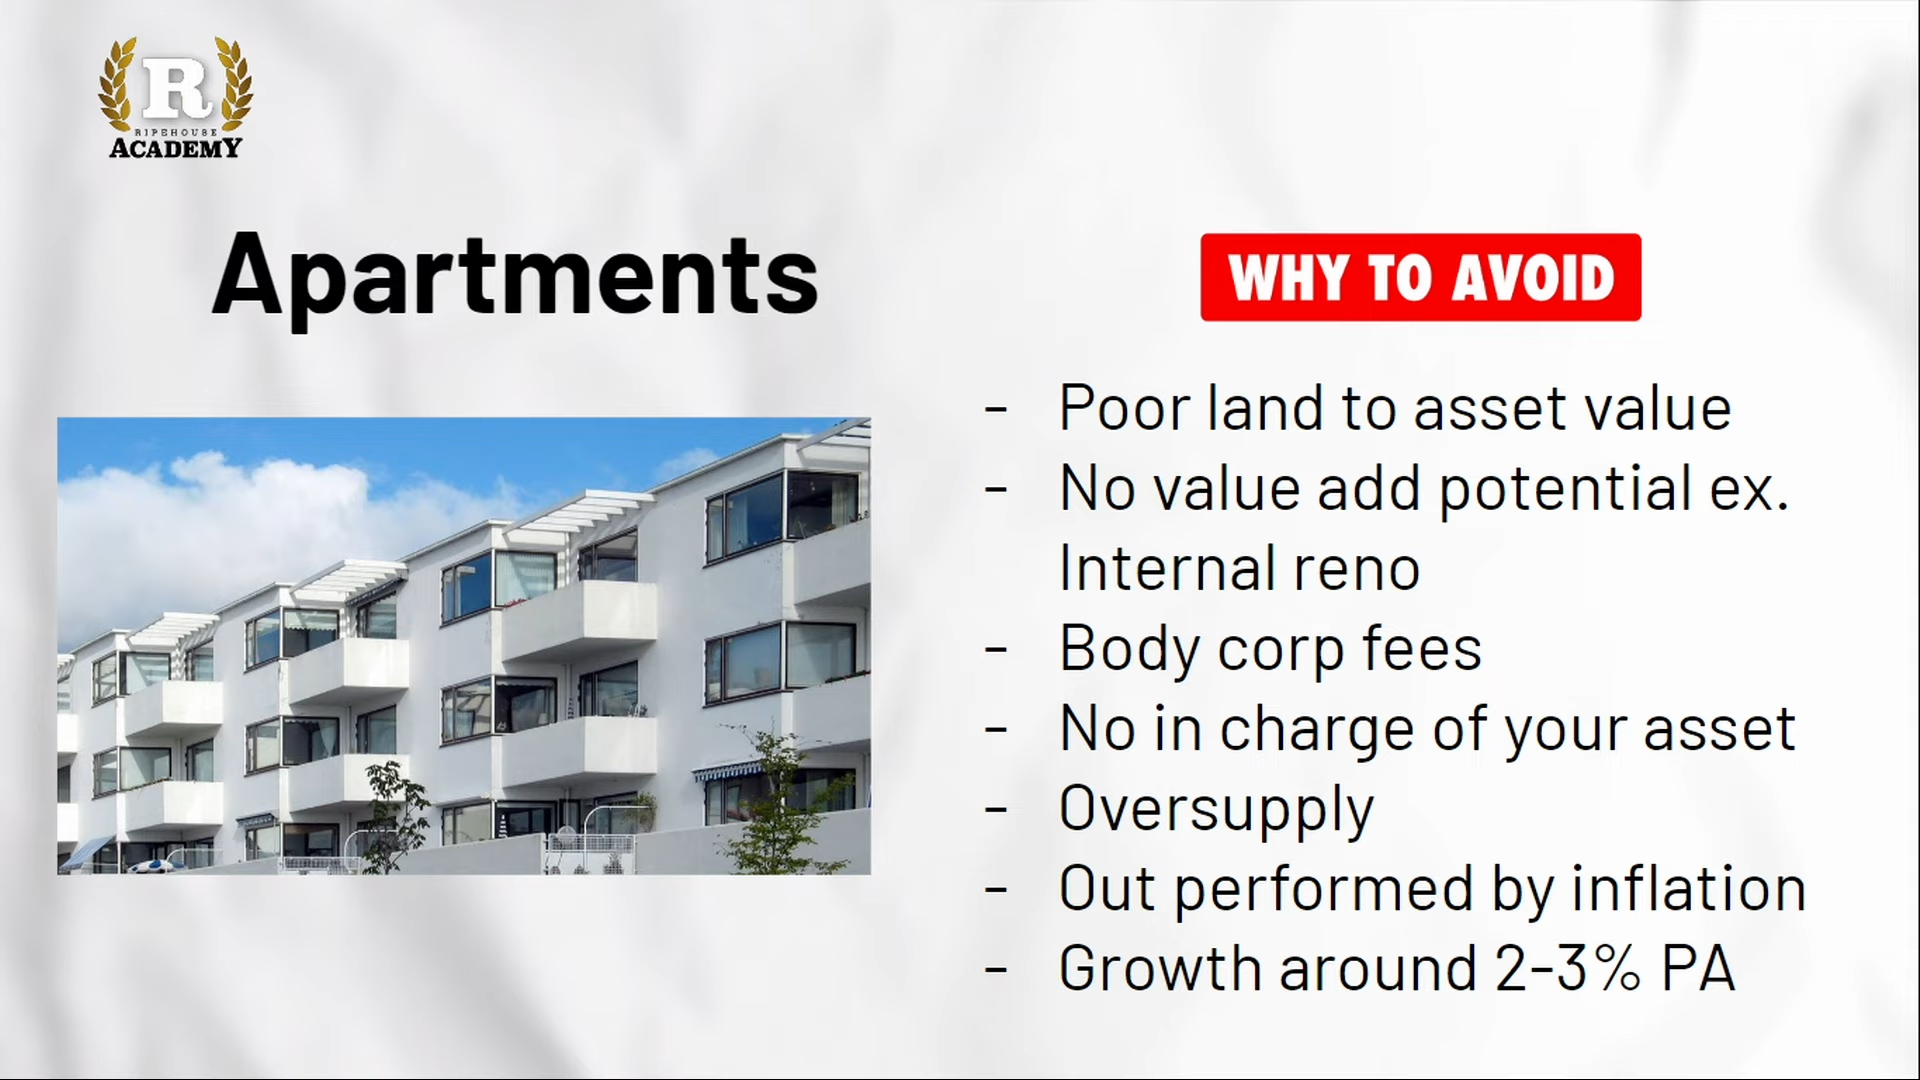 R
RIPEHOUSE
ACADEMY
Apartments
WHY TO AVOID
- Poor land to asset value
- No value add potential ex.
Internal reno
- Body corp fees
- No in charge of your asset
- Oversupply
- Out performed by inflation
- Growth around 2-3% PA